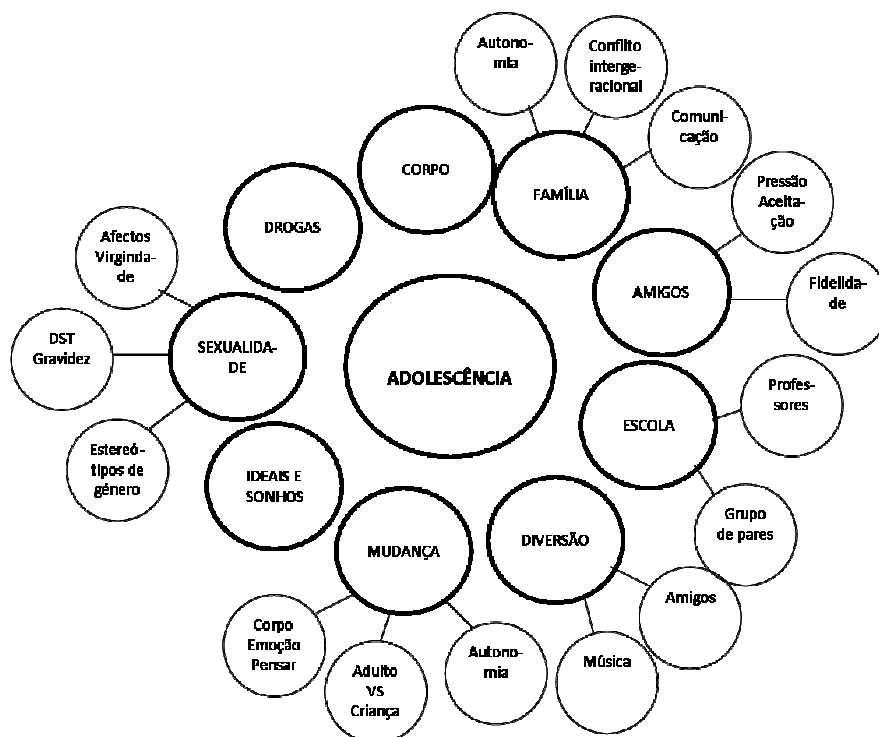 Autono-
mia
Conflito
interge-
racional
Comuni-
cação
Pressão
Aceita-
ção
Fidelida-
de
Profes-
sores
Grupo
de pares
Amigos
Música
Autono-
mia
Adulto
VS
Criança
Corpo
Emoção
Pensar
Estereó-
tipos de
género
DST
Gravidez
Afectos
Virginda-
de
CORPO
FAMÍLIA
AMIGOS
ESCOLA
DIVERSÃO
MUDANÇA
IDEAIS E
SONHOS
SEXUALIDA-
DE
DROGAS
ADOLESCÊNCIA